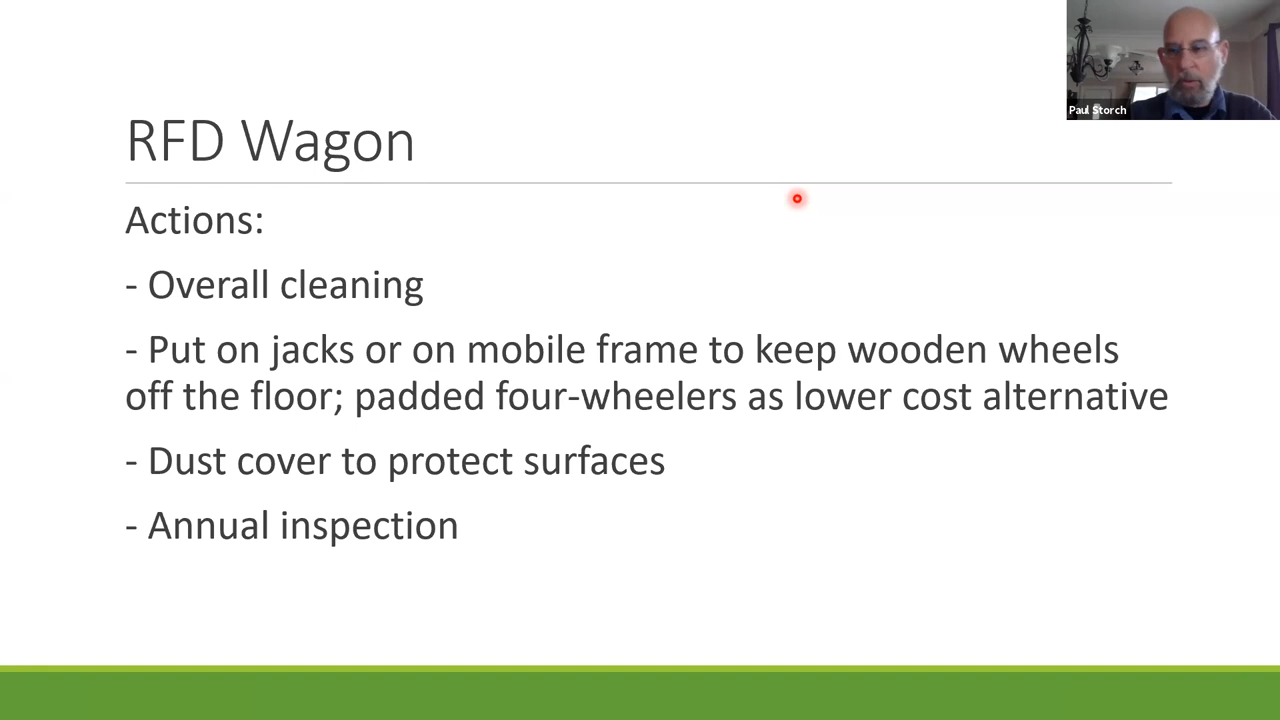 Paul Storch
RFD Wagon
Actions:
- Overall cleaning
- Put on jacks or on mobile frame to keep wooden wheels
off the floor; padded four-wheelers as lower cost alternative
- Dust cover to protect surfaces
- Annual inspection